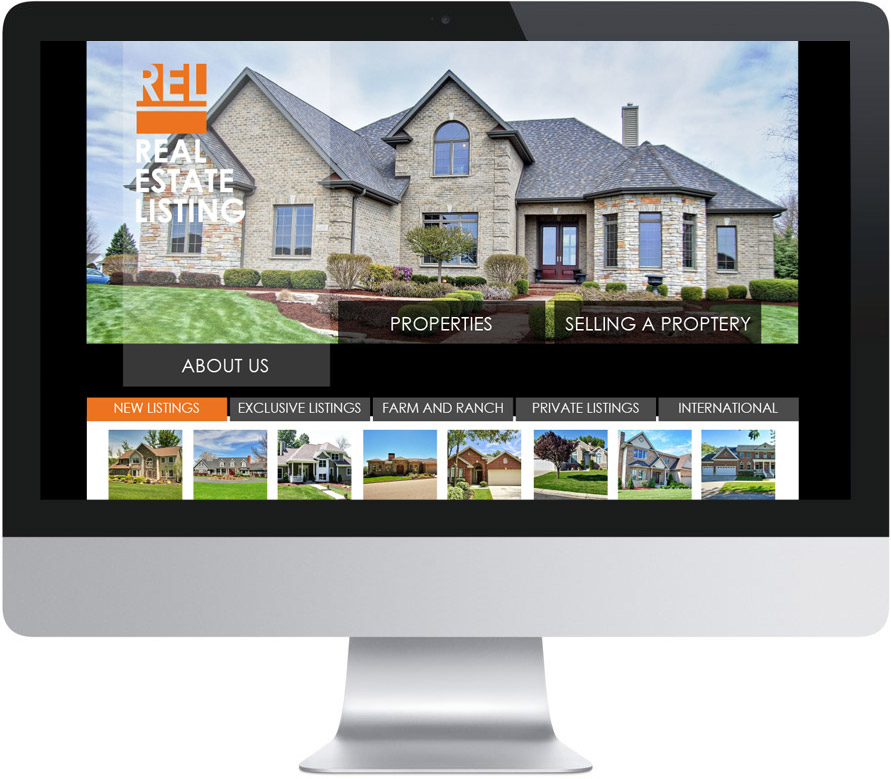 REL
REAL
ESTATE
LISTING
PROPERTIES
SELLING A PROPTERY
ABOUT US
NEW LISTINGS
EXCLUSIVE LISTINGS
FARM AND RANCH
PRIVATE LISTINGS
INTERNATIONAL